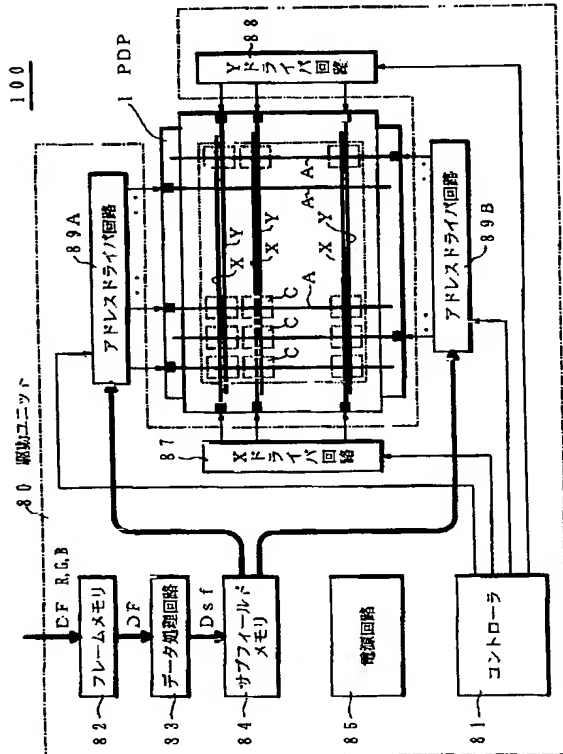 100
80 駆動ユニット
DF R,G,B
82
フレームメモリ
DF
83
データ処理回路
Dsf
84
サブフィールド
メモリ
85
電源回路
81
コントローラ
89A
アドレスドライバ回路
1 PDP
87
Xドライバ回路
88
Yドライバ回路
X
Y
X
Y
X
Y
C
C
C
A
A
A
89B
アドレスドライバ回路